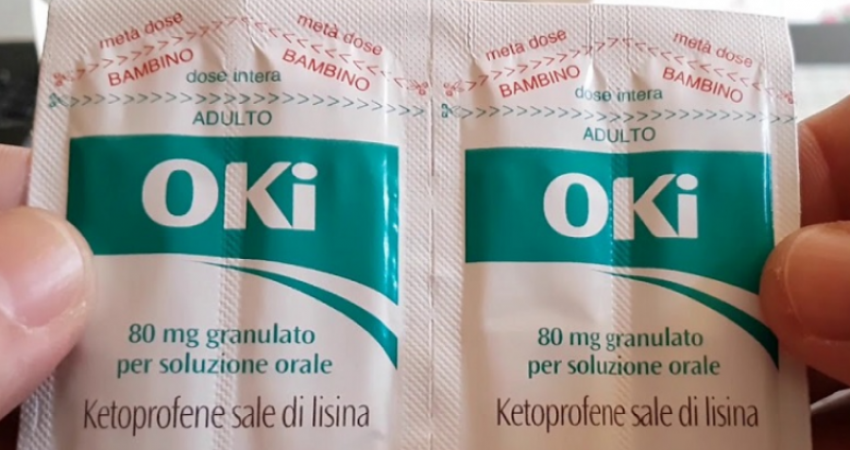 metà dose metà dose
BAMBINO BAMBINO
dose intera
ADULTO
OKi
80 mg granulato
per soluzione orale
Ketoprofene sale di lisina
metà dose metà dose
BAMBINO BAMBINO
dose intera
ADULTO
OKi
80 mg granulato
per soluzione orale
Ketoprofene sale di lisina